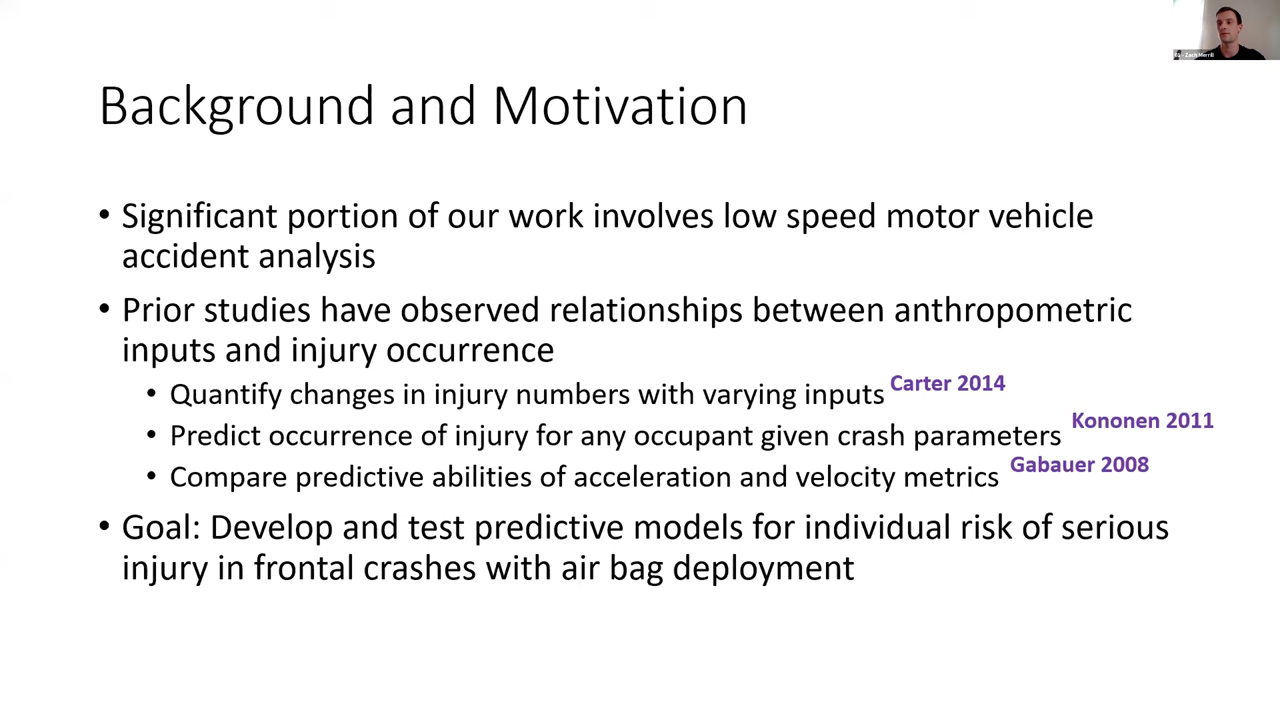 Background and Motivation
• Significant portion of our work involves low speed motor vehicle
accident analysis
• Prior studies have observed relationships between anthropometric
inputs and injury occurrence
• Quantify changes in injury numbers with varying inputs Carter 2014
• Predict occurrence of injury for any occupant given crash parameters Kononen 2011
• Compare predictive abilities of acceleration and velocity metrics Gabauer 2008
• Goal: Develop and test predictive models for individual risk of serious
injury in frontal crashes with air bag deployment
Zach Merrill